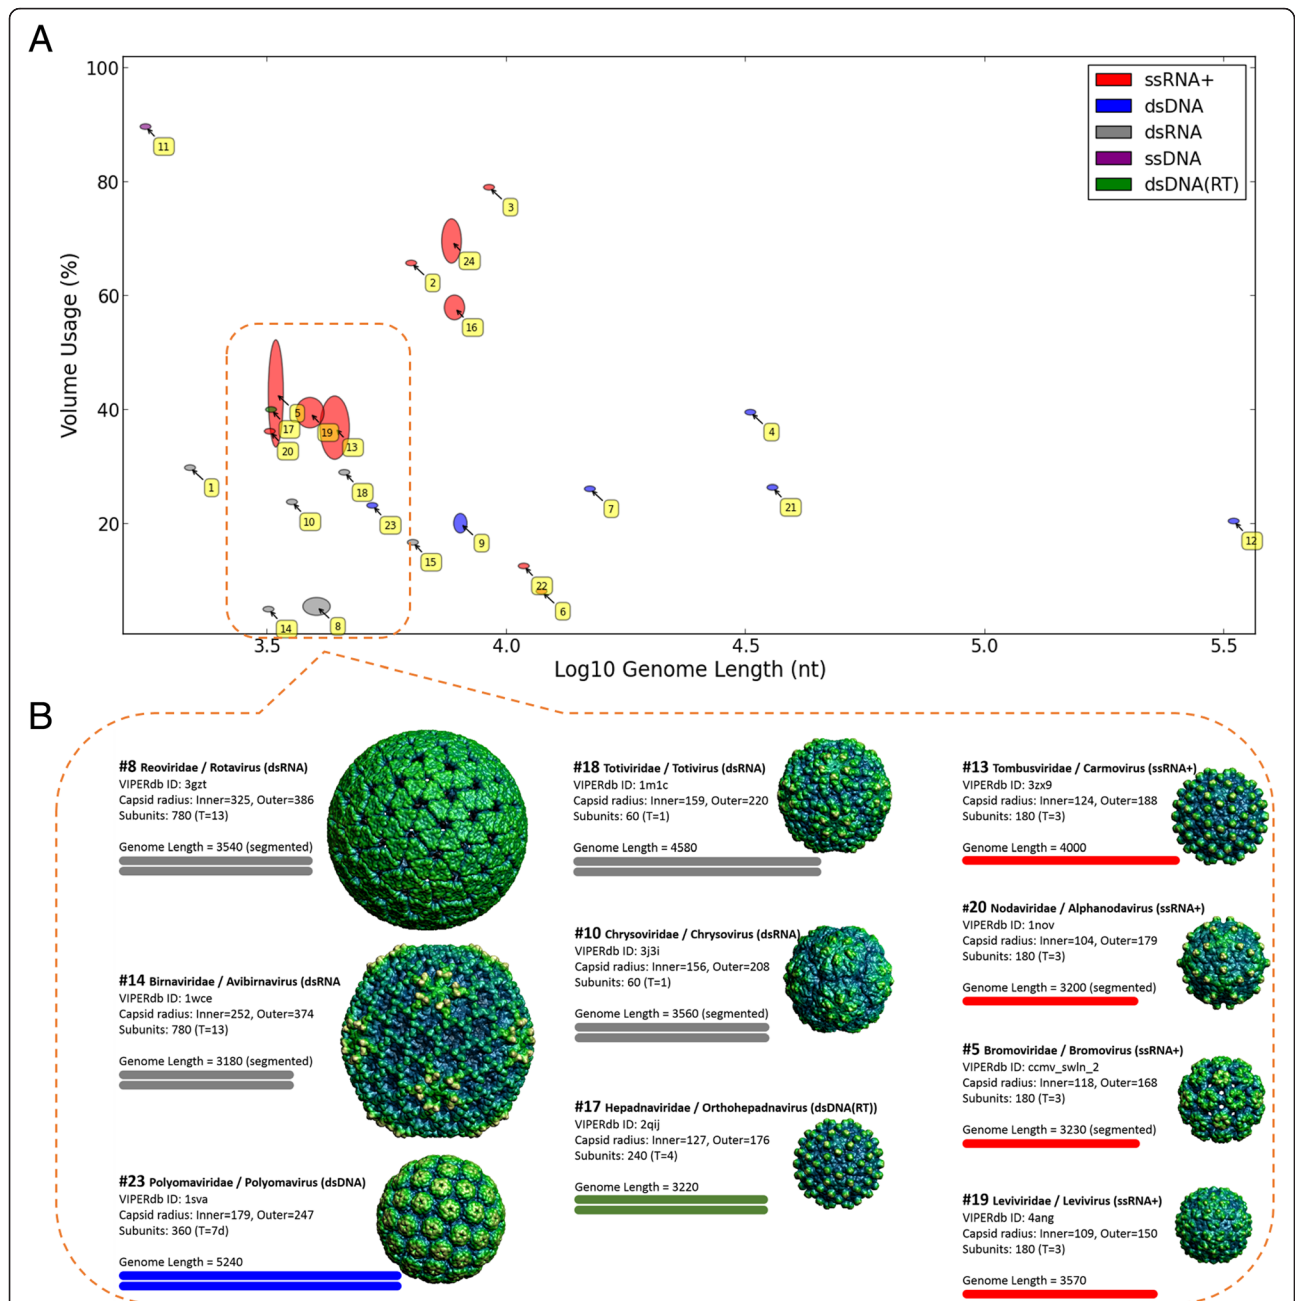 A
100
80
60
40
20
Volume Usage (%)
ssRNA+
dsDNA
dsRNA
ssDNA
dsDNA(RT)
11
3
24
2
16
5
17
19
13
20
1
18
10
23
15
9
7
4
21
12
22
6
14
8
3.5
4.0
4.5
5.0
5.5
Log10 Genome Length (nt)
B
#8 Reoviridae / Rotavirus (dsRNA)
VIPERdb ID: 3gzt
Capsid radius: Inner=325, Outer=386
Subunits: 780 (T=13)
Genome Length = 3540 (segmented)
#14 Birnaviridae / Avibirnavirus (dsRNA
VIPERdb ID: 1wce
Capsid radius: Inner=252, Outer=374
Subunits: 780 (T=13)
Genome Length = 3180 (segmented)
#23 Polyomaviridae / Polyomavirus (dsDNA)
VIPERdb ID: 1sva
Capsid radius: Inner=179, Outer=247
Subunits: 360 (T=7d)
Genome Length = 5240
#18 Totiviridae / Totivirus (dsRNA)
VIPERdb ID: 1m1c
Capsid radius: Inner=159, Outer=220
Subunits: 60 (T=1)
Genome Length = 4580
#10 Chrysoviridae / Chrysovirus (dsRNA)
VIPERdb ID: 3j3i
Capsid radius: Inner=156, Outer=208
Subunits: 60 (T=1)
Genome Length = 3560 (segmented)
#17 Hepadnaviridae / Orthohepadnavirus (dsDNA(RT))
VIPERdb ID: 2qij
Capsid radius: Inner=127, Outer=176
Subunits: 240 (T=4)
Genome Length = 3220
#13 Tombusviridae / Carmovirus (ssRNA+)
VIPERdb ID: 3zx9
Capsid radius: Inner=124, Outer=188
Subunits: 180 (T=3)
Genome Length = 4000
#20 Nodaviridae / Alphanodavirus (ssRNA+)
VIPERdb ID: 1nov
Capsid radius: Inner=104, Outer=179
Subunits: 180 (T=3)
Genome Length = 3200 (segmented)
#5 Bromoviridae / Bromovirus (ssRNA+)
VIPERdb ID: ccmv_swln_2
Capsid radius: Inner=118, Outer=168
Subunits: 180 (T=3)
Genome Length = 3230 (segmented)
#19 Leviviridae / Levivirus (ssRNA+)
VIPERdb ID: 4ang
Capsid radius: Inner=109, Outer=150
Subunits: 180 (T=3)
Genome Length = 3570